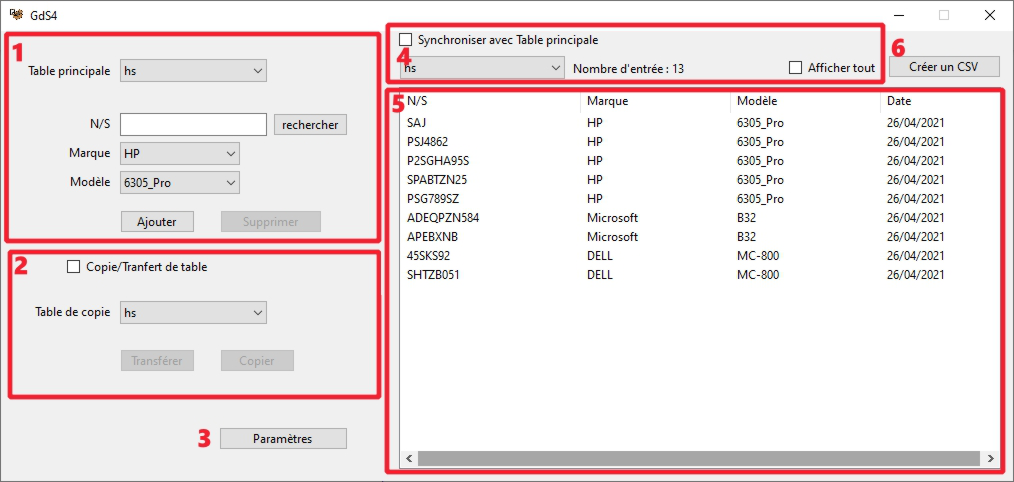 GdS4
1
Table principale hs
N/S rechercher
Marque HP
Modèle 6305_Pro
Ajouter Supprimer
2
Copie/Tranfert de table
Table de copie hs
Transférer Copier
3 Paramètres
Synchroniser avec Table principale
4
hs Nombre d'entrée : 13 Afficher tout
6
Créer un CSV
5
N/S Marque Modèle Date
SAJ HP 6305_Pro 26/04/2021
PSJ4862 HP 6305_Pro 26/04/2021
P2SGHA95S HP 6305_Pro 26/04/2021
SPABTZN25 HP 6305_Pro 26/04/2021
PSG789SZ HP 6305_Pro 26/04/2021
ADEQPZN584 Microsoft B32 26/04/2021
APEBXNB Microsoft B32 26/04/2021
45SKS92 DELL MC-800 26/04/2021
SHTZB051 DELL MC-800 26/04/2021